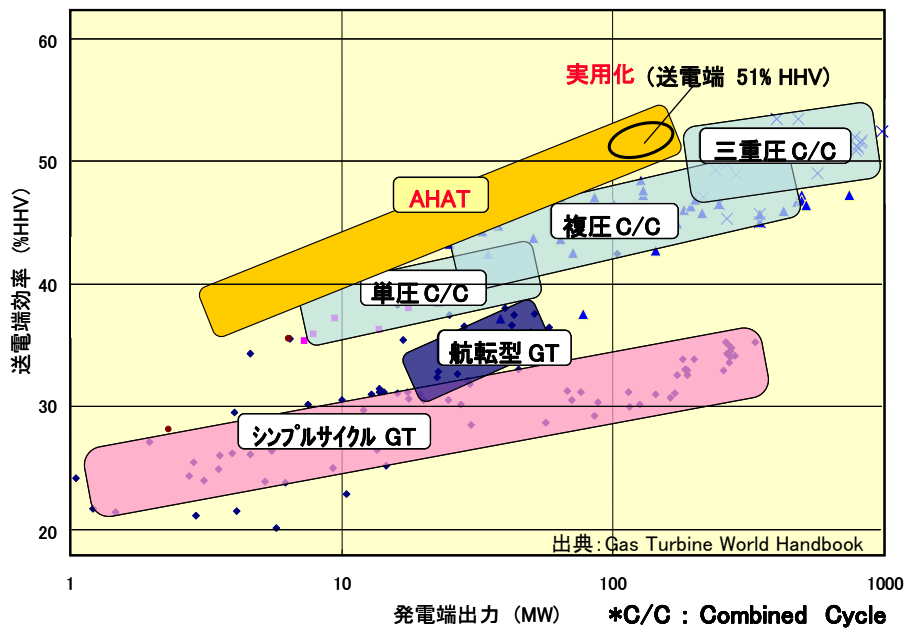 60
50
40
30
20
送電端効率 (%HHV)
実用化 (送電端 51% HHV)
三重圧 C/C
AHAT
複圧 C/C
単圧 C/C
航転型 GT
シンプルサイクル GT
出典:Gas Turbine World Handbook
1 10 100 1000
発電端出力 (MW)
*C/C : Combined Cycle